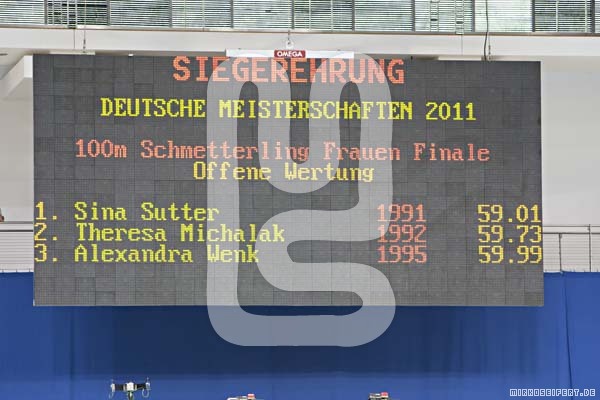 OMEGA
SIEGEREHRUNG
DEUTSCHE MEISTERSCHAFTEN 2011
100m Schmetterling Frauen Finale
Offene Wertung
1. Sina Sutter 1991 59.01
2. Theresa Michalak 1992 59.73
3. Alexandra Wenk 1995 59.99
MIRKOSEIFERT.DE